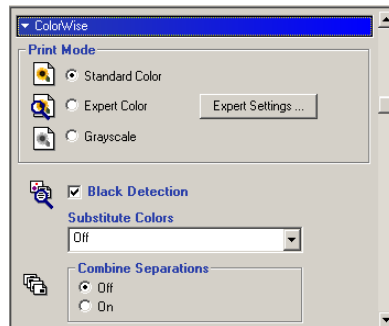 ColorWise
Print Mode
Standard Color
Expert Color
Expert Settings ...
Grayscale
Black Detection
Substitute Colors
Off
Combine Separations
Off
On